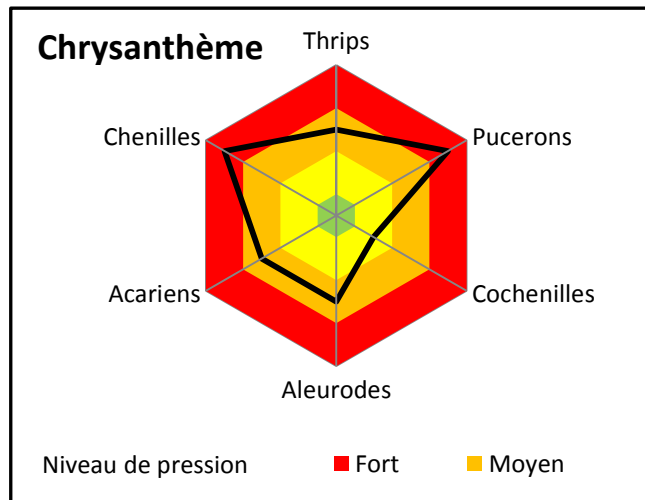 Chrysanthème
Thrips
Chenilles
Pucerons
Acariens
Cochenilles
Aleurodes
Niveau de pression
Fort
Moyen